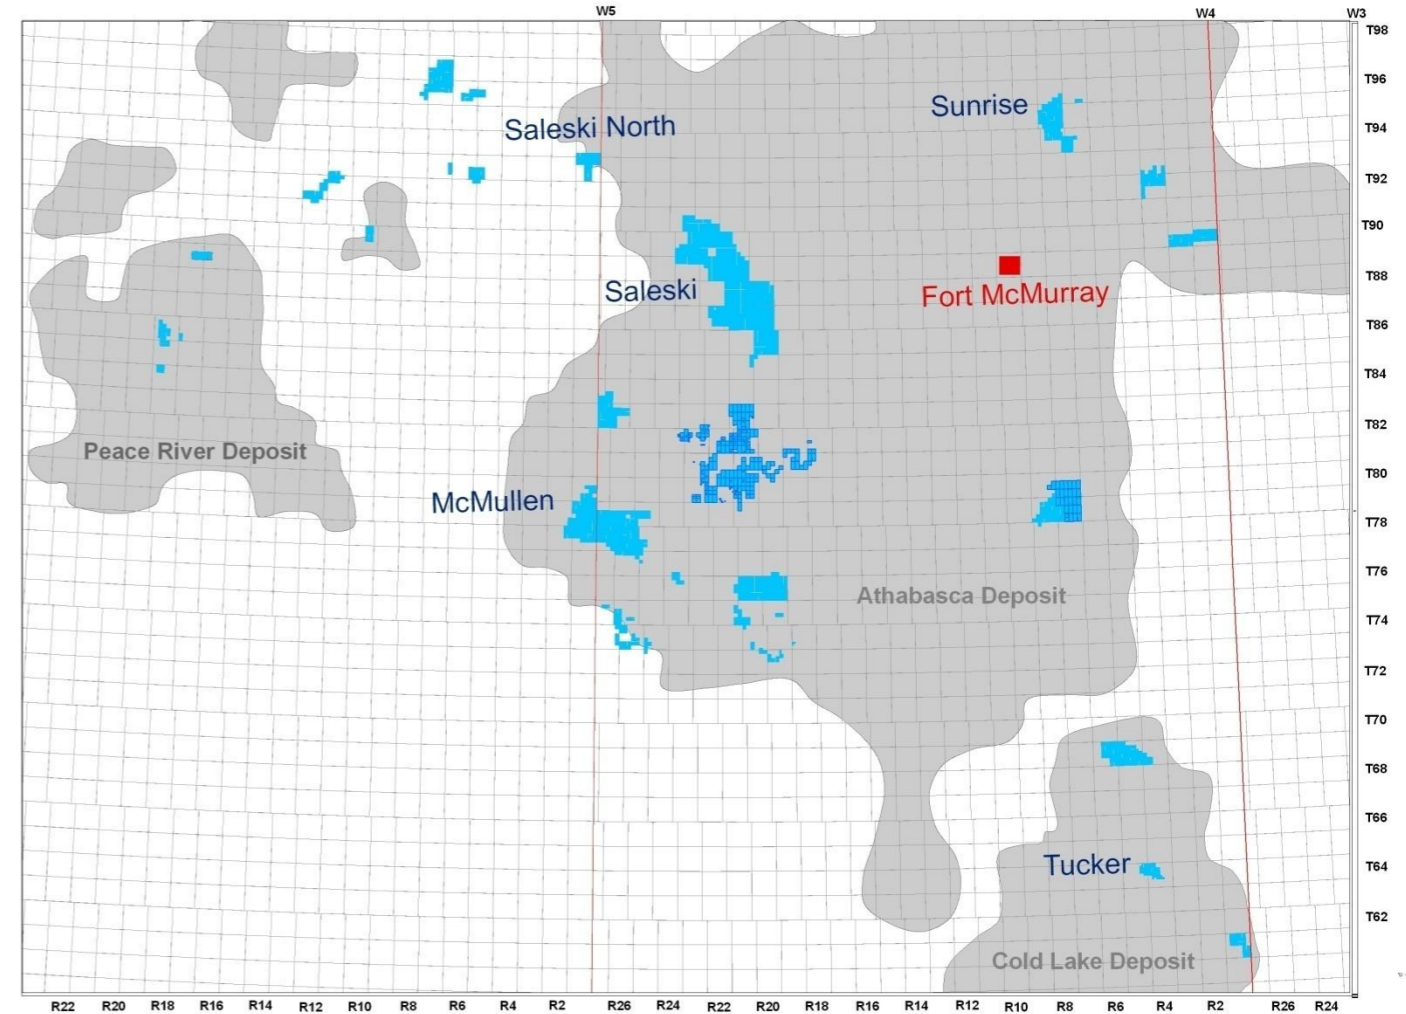 W5
W4
W3
T98
T96
Sunrise
Saleski North
T94
T92
T90
T88
Saleski
Fort McMurray
T86
T84
T82
Peace River Deposit
T80
McMullen
T78
T76
Athabasca Deposit
T74
T72
T70
T68
T66
Tucker
T64
T62
Cold Lake Deposit
R22 R20 R18 R16 R14 R12 R10 R8 R6 R4 R2 R26 R24 R22 R20 R18 R16 R14 R12 R10 R8 R6 R4 R2 R26 R24